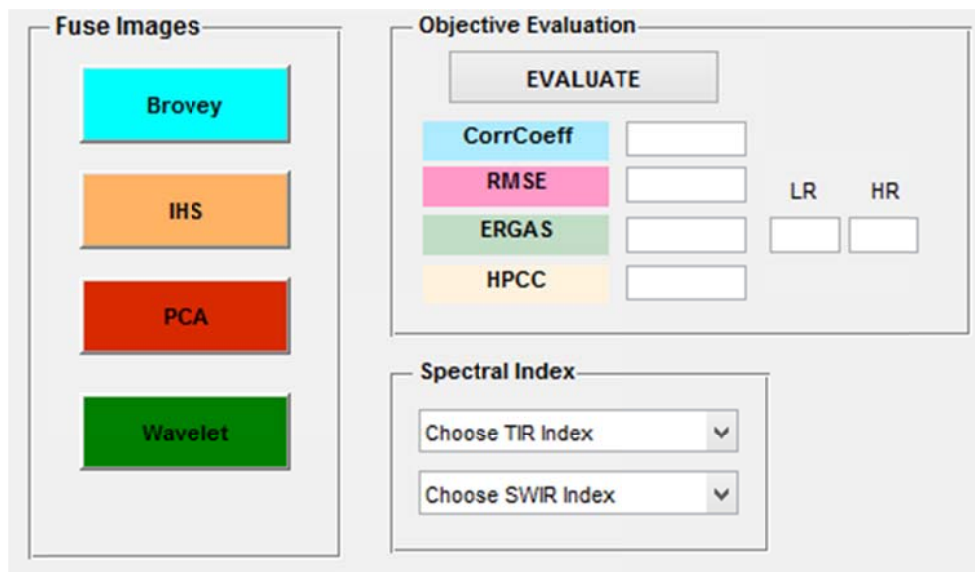 Fuse Images
Brovey
IHS
PCA
Wavelet
Objective Evaluation
EVALUATE
CorrCoeff
RMSE
LR HR
ERGAS
HPCC
Spectral Index
Choose TIR Index
Choose SWIR Index